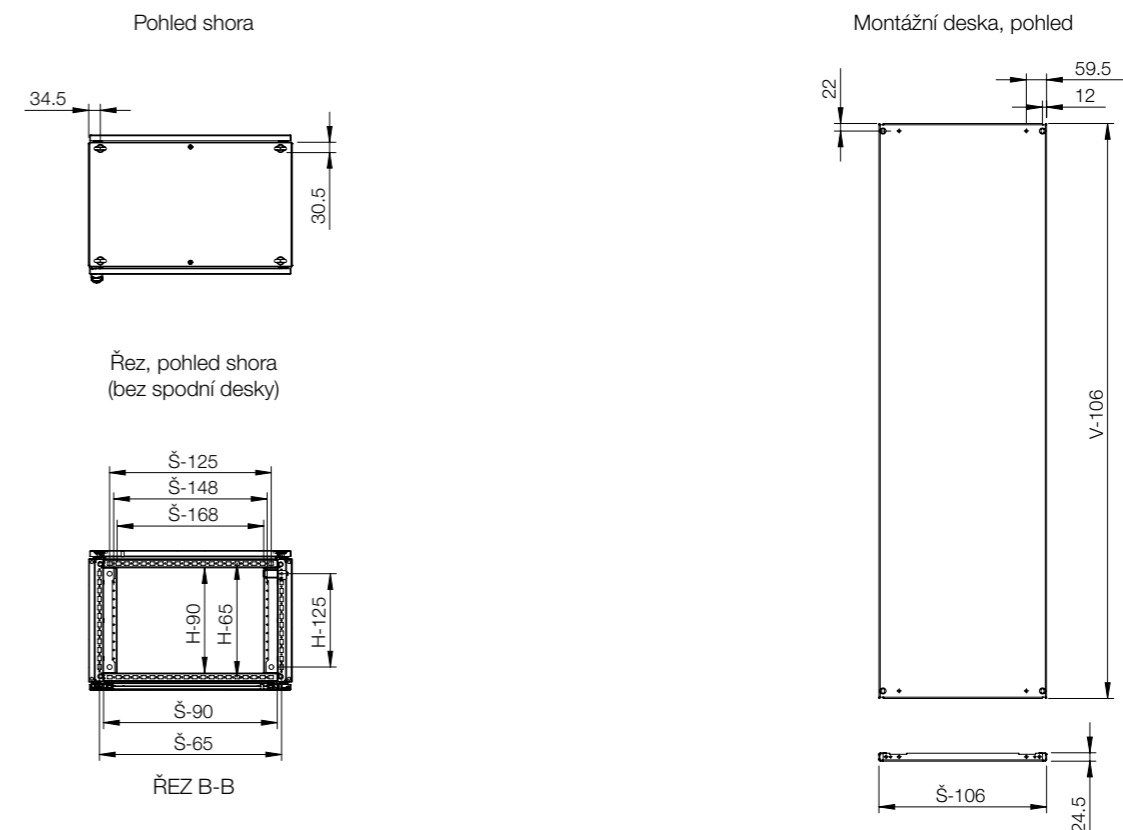 Pohled shora
34.5
30.5
Řez, pohled shora
(bez spodní desky)
Š-125
Š-148
Š-168
H-90
H-65
H-125
Š-90
Š-65
ŘEZ B-B
Montážní deska, pohled
59.5
22
12
V-106
Š-106
24.5